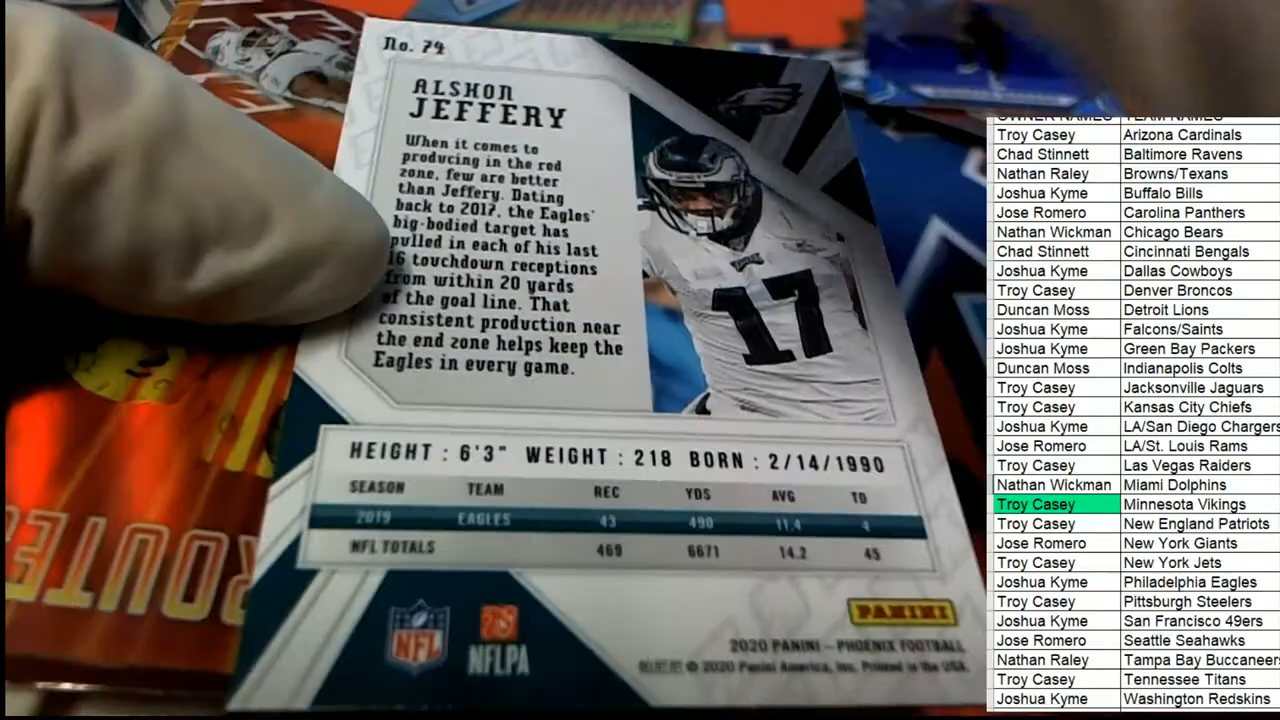 No. 74
ALSHON
JEFFERY
When it comes to
producing in the red
zone, few are better
than Jeffery. Dating
back to 2017, the Eagles'
big-bodied target has
pulled in each of his last
16 touchdown receptions
from within 20 yards
of the goal line. That
consistent production near
the end zone helps keep the
Eagles in every game.
17
HEIGHT : 6'3" WEIGHT : 218 BORN : 2/14/1990
SEASON TEAM REC YDS AVG TD
2019 EAGLES 43 490 11.4 4
NFL TOTALS 469 6671 14.2 45
NFL
NFLPA
PANINI
2020 PANINI – PHOENIX FOOTBALL
© 2020 Panini America, Inc. Printed in the USA
ROUTE
OWNER NAMES TEAM NAMES
Troy Casey Arizona Cardinals
Chad Stinnett Baltimore Ravens
Nathan Raley Browns/Texans
Joshua Kyme Buffalo Bills
Jose Romero Carolina Panthers
Nathan Wickman Chicago Bears
Chad Stinnett Cincinnati Bengals
Joshua Kyme Dallas Cowboys
Troy Casey Denver Broncos
Duncan Moss Detroit Lions
Joshua Kyme Falcons/Saints
Joshua Kyme Green Bay Packers
Duncan Moss Indianapolis Colts
Troy Casey Jacksonville Jaguars
Troy Casey Kansas City Chiefs
Joshua Kyme LA/San Diego Chargers
Jose Romero LA/St. Louis Rams
Troy Casey Las Vegas Raiders
Nathan Wickman Miami Dolphins
Troy Casey Minnesota Vikings
Troy Casey New England Patriots
Jose Romero New York Giants
Troy Casey New York Jets
Joshua Kyme Philadelphia Eagles
Troy Casey Pittsburgh Steelers
Joshua Kyme San Francisco 49ers
Jose Romero Seattle Seahawks
Nathan Raley Tampa Bay Buccaneers
Troy Casey Tennessee Titans
Joshua Kyme Washington Redskins